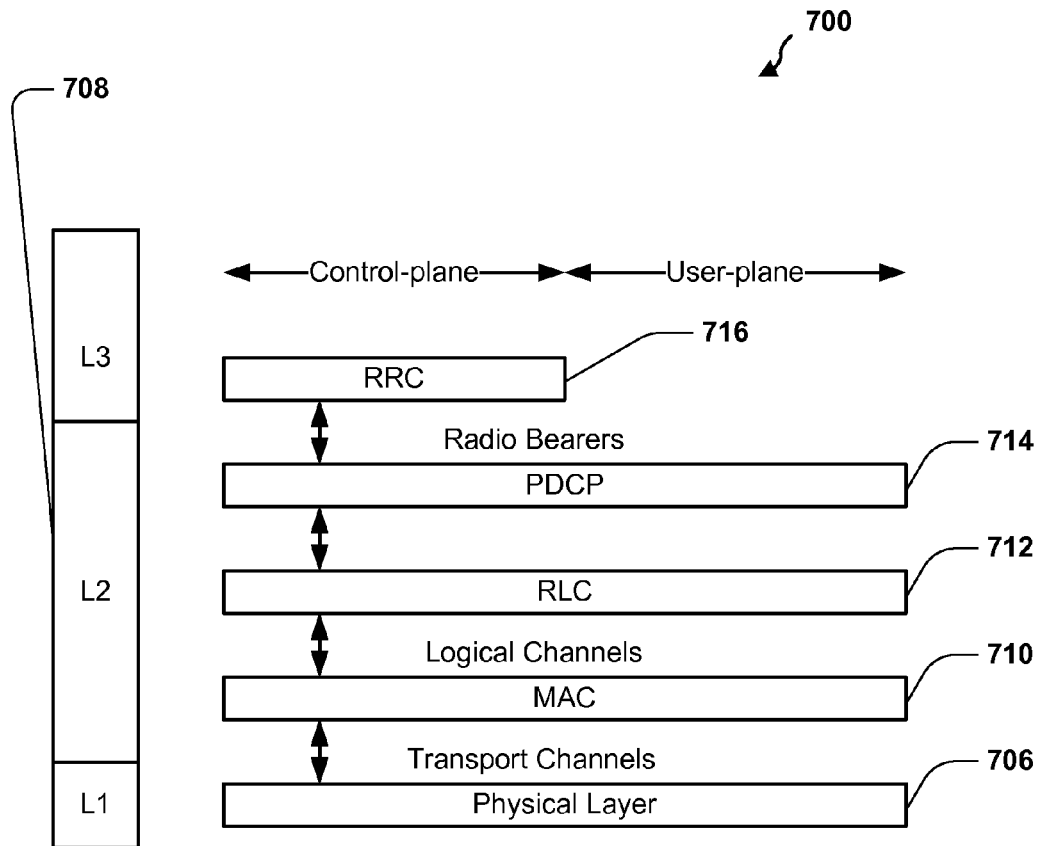 700
708
Control-plane User-plane
L3
716
RRC
Radio Bearers
714
PDCP
712
L2
RLC
Logical Channels
710
MAC
Transport Channels
706
L1
Physical Layer